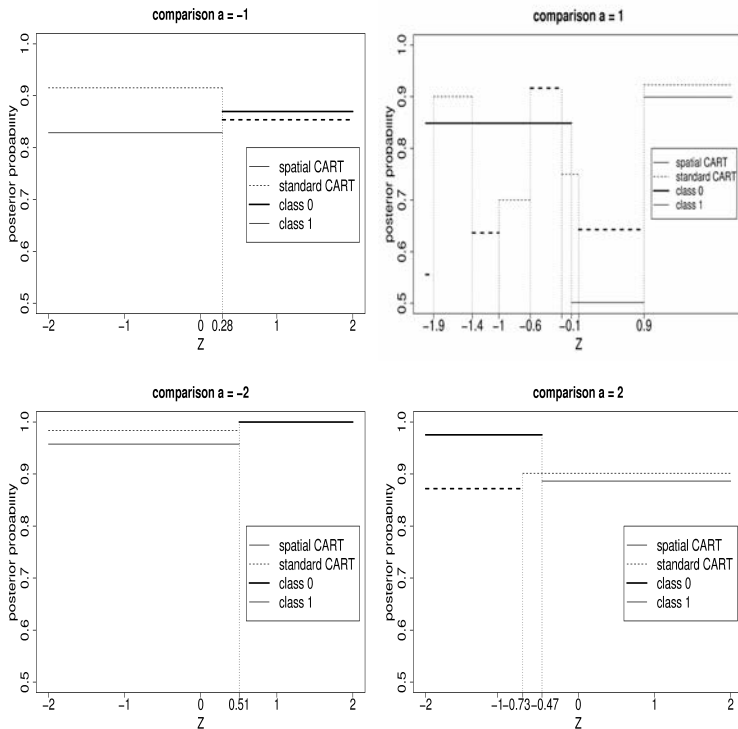 comparison a = −1
posterior probability
1.0
0.9
0.8
0.7
0.6
0.5
spatial CART
standard CART
class 0
class 1
−2 −1 0 0.28 1 2
Z
comparison a = 1
posterior probability
1.0
0.9
0.8
0.7
0.6
0.5
spatial CART
standard CART
class 0
class 1
−1.9 −1.4 −1 −0.6 −0.1 0.9
Z
comparison a = −2
posterior probability
1.0
0.9
0.8
0.7
0.6
0.5
spatial CART
standard CART
class 0
class 1
−2 −1 0 0.51 1 2
Z
comparison a = 2
posterior probability
1.0
0.9
0.8
0.7
0.6
0.5
spatial CART
standard CART
class 0
class 1
−2 −1 −0.73 −0.47 0 1 2
Z